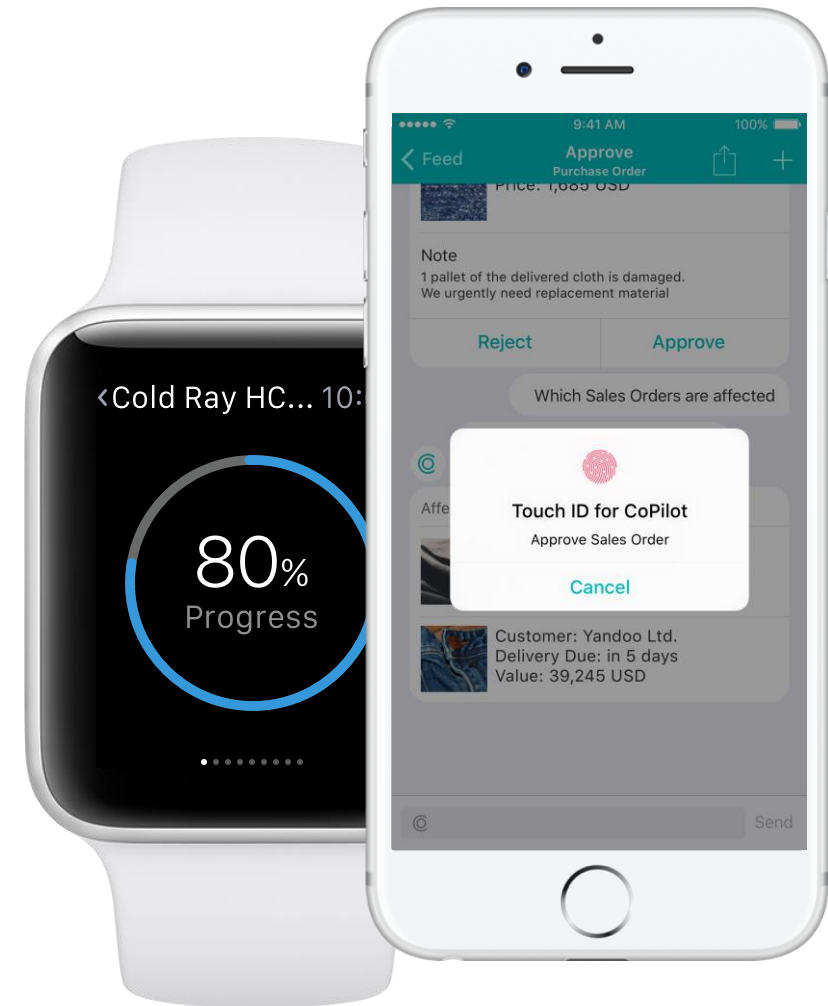 ‹Cold Ray HC... 10:
80%
Progress
9:41 AM 100%
Feed
Approve
Purchase Order
Price: 1,685 USD
Note
1 pallet of the delivered cloth is damaged.
We urgently need replacement material
Reject Approve
Which Sales Orders are affected
Touch ID for CoPilot
Approve Sales Order
Cancel
Customer: Yandoo Ltd.
Delivery Due: in 5 days
Value: 39,245 USD
Send